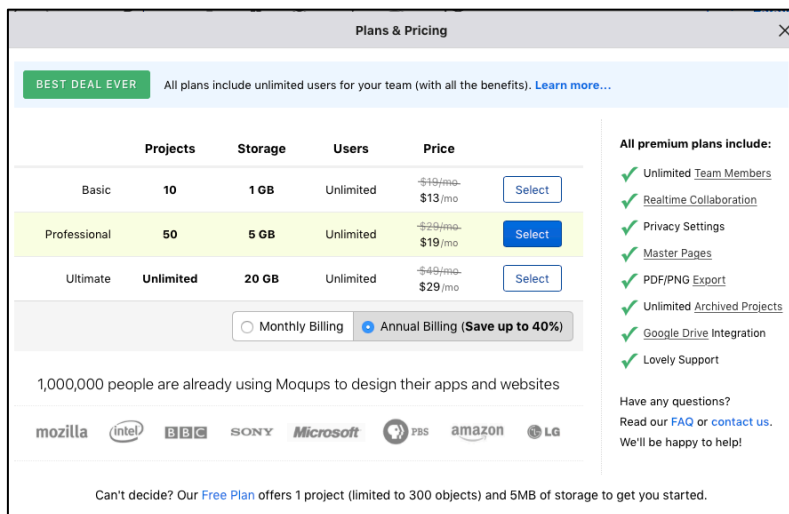 Plans & Pricing
BEST DEAL EVER All plans include unlimited users for your team (with all the benefits). Learn more...
Projects Storage Users Price
Basic 10 1 GB Unlimited $19/mo $13/mo Select
Professional 50 5 GB Unlimited $29/mo $19/mo Select
Ultimate Unlimited 20 GB Unlimited $49/mo $29/mo Select
Monthly Billing Annual Billing (Save up to 40%)
1,000,000 people are already using Moqups to design their apps and websites
mozilla intel BBC SONY Microsoft PBS amazon LG
All premium plans include:
Unlimited Team Members
Realtime Collaboration
Privacy Settings
Master Pages
PDF/PNG Export
Unlimited Archived Projects
Google Drive Integration
Lovely Support
Have any questions?
Read our FAQ or contact us.
We'll be happy to help!
Can't decide? Our Free Plan offers 1 project (limited to 300 objects) and 5MB of storage to get you started.